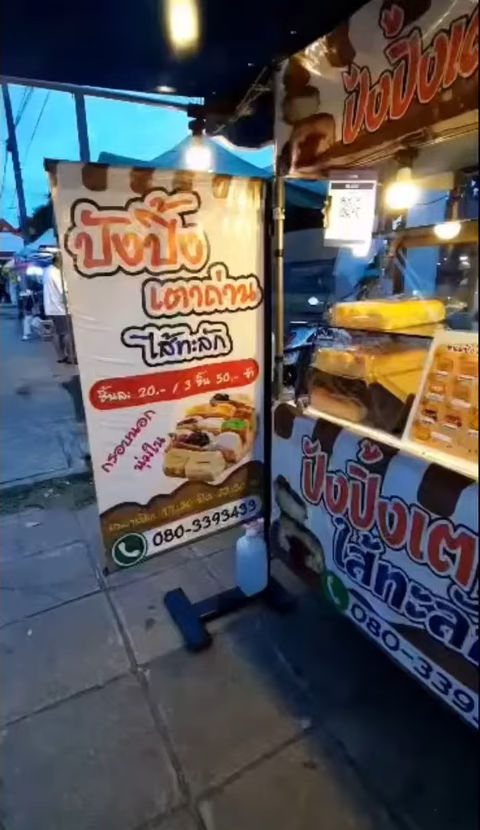 ปังปิ้ง
เตาถ่าน
ไส้ทะลัก
ชิ้นละ 20.- / 3 ชิ้น 50.-
กรอบนอก
นุ่มใน
080-3393493
ปังปิ้งเต
ปังปิ้งเต
ไส้ทะลั
080-339